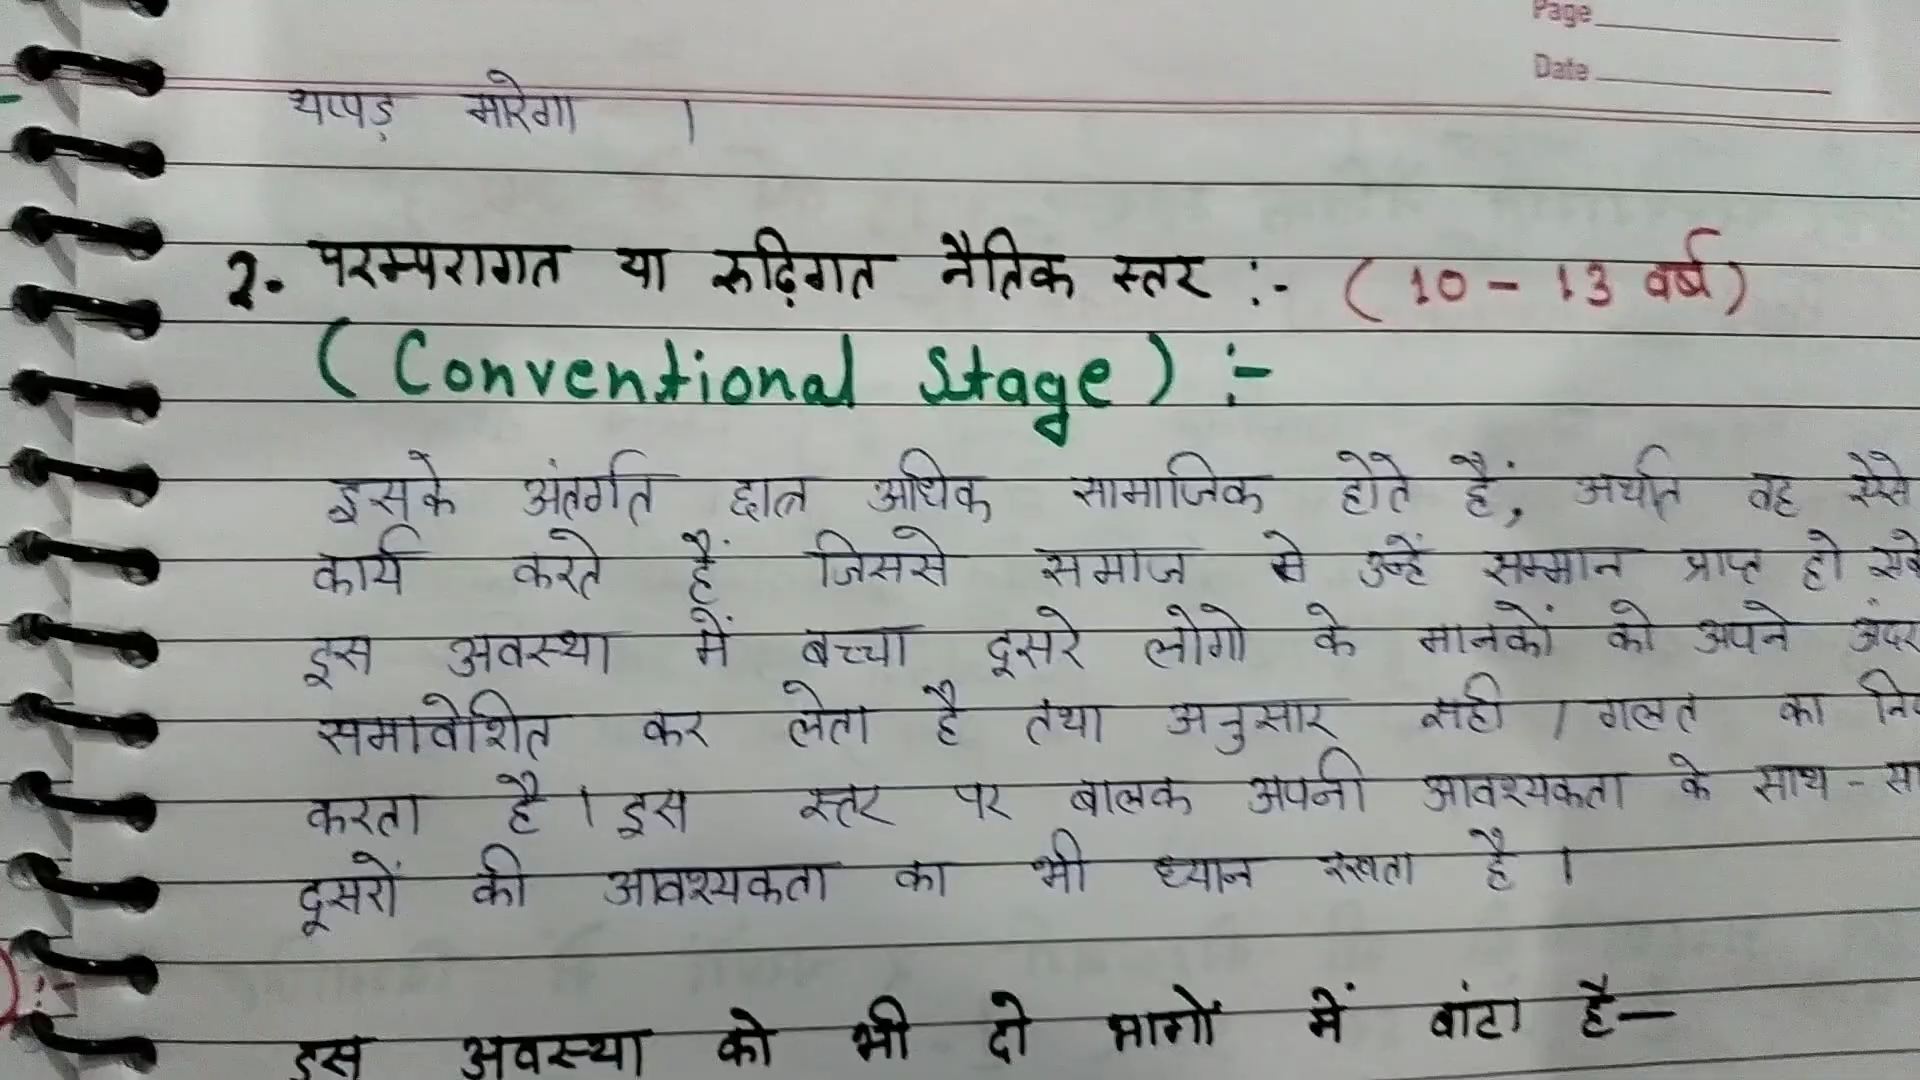 Page
Date
थप्पड़ मारेगा ।
2. परम्परागत या रूढ़िगत नैतिक स्तर :- (10 - 13 वर्ष)
(Conventional Stage) :-
इसके अंतर्गत छात्र अधिक सामाजिक होते हैं, अर्थात वह ऐसे
कार्य करते हैं जिससे समाज से उन्हें सम्मान प्राप्त हो सके
इस अवस्था में बच्चा दूसरे लोगो के मानकों को अपने अंदर
समावेशित कर लेता है तथा अनुसार सही / गलत का
करता है । इस स्तर पर बालक अपनी आवश्यकता के साथ -
दूसरों की आवश्यकता का भी ध्यान रखता है ।
इस अवस्था को भी दो भागों में बांटा है—